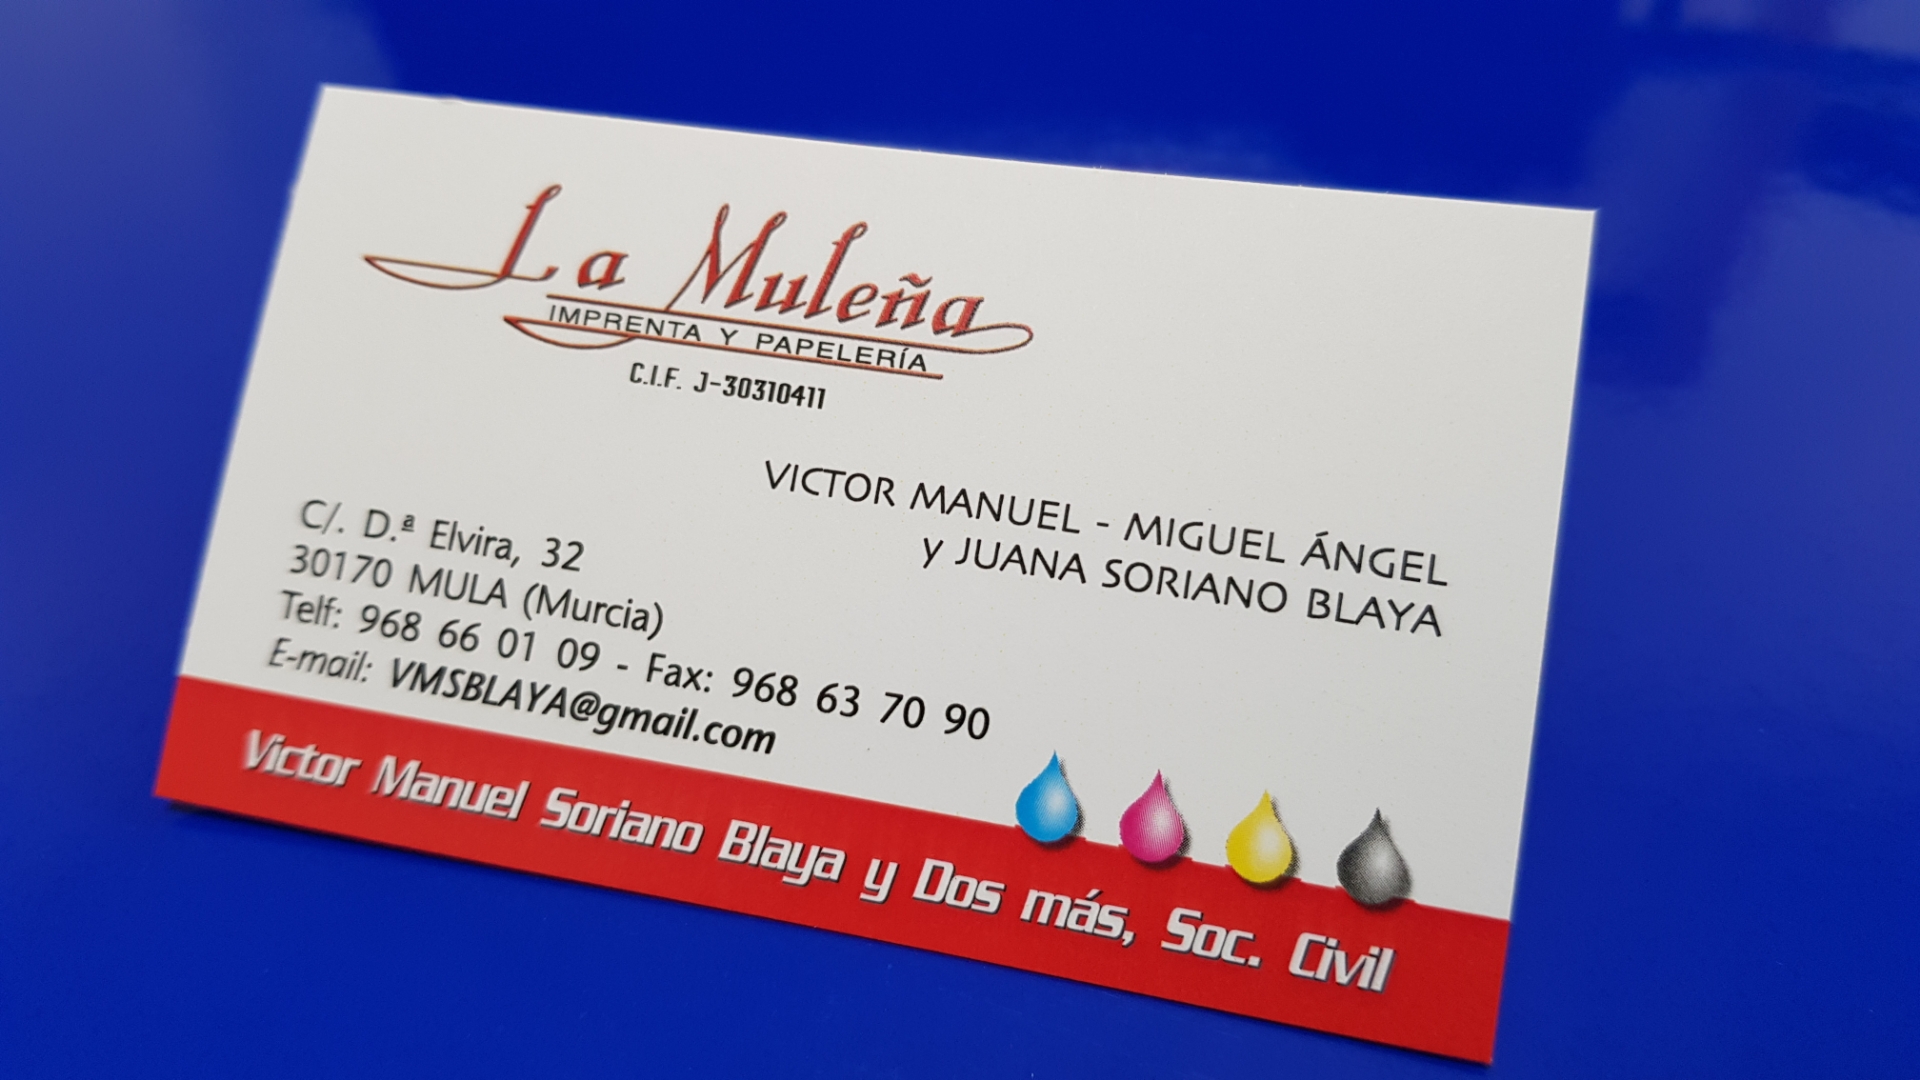 La Muleña
IMPRENTA Y PAPELERÍA
C.I.F. J-30310411
VICTOR MANUEL - MIGUEL ÁNGEL
y JUANA SORIANO BLAYA
C/. D.ª Elvira, 32
30170 MULA (Murcia)
Telf: 968 66 01 09 - Fax: 968 63 70 90
E-mail: VMSBLAYA@gmail.com
Victor Manuel Soriano Blaya y Dos más, Soc. Civil